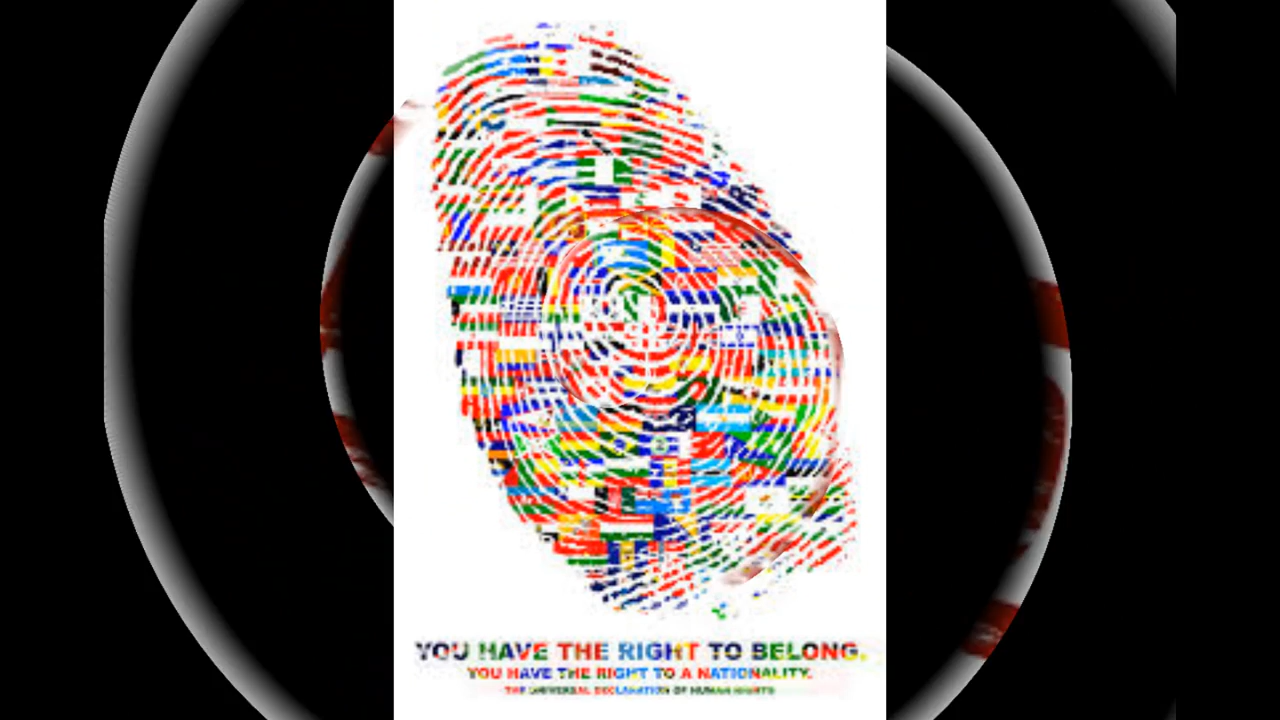 YOU HAVE THE RIGHT TO BELONG.
YOU HAVE THE RIGHT TO A NATIONALITY.
THE UNIVERSAL DECLARATION OF HUMAN RIGHTS